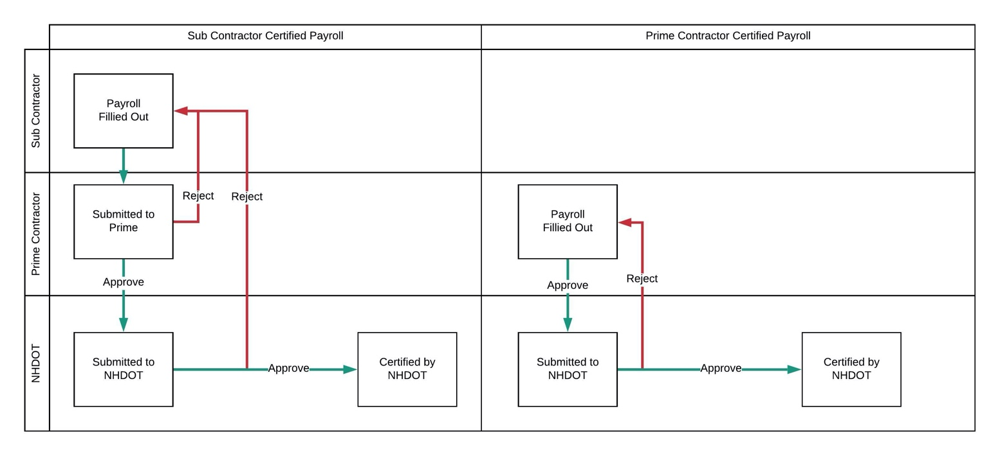 Sub Contractor Certified Payroll
Prime Contractor Certified Payroll
Sub Contractor
Payroll
Fillied Out
Prime Contractor
Submitted to
Prime
Reject
Reject
Approve
Payroll
Fillied Out
Approve
Reject
NHDOT
Submitted to
NHDOT
Approve
Certified by
NHDOT
Submitted to
NHDOT
Approve
Certified by
NHDOT